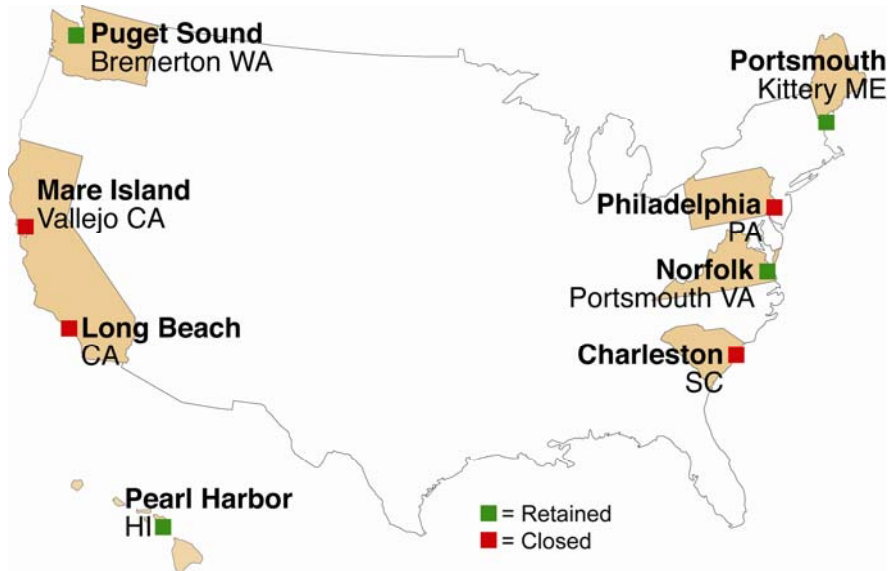 Puget Sound
Bremerton WA
Portsmouth
Kittery ME
Mare Island
Vallejo CA
Philadelphia
PA
Norfolk
Portsmouth VA
Long Beach
CA
Charleston
SC
Pearl Harbor
HI
= Retained
= Closed